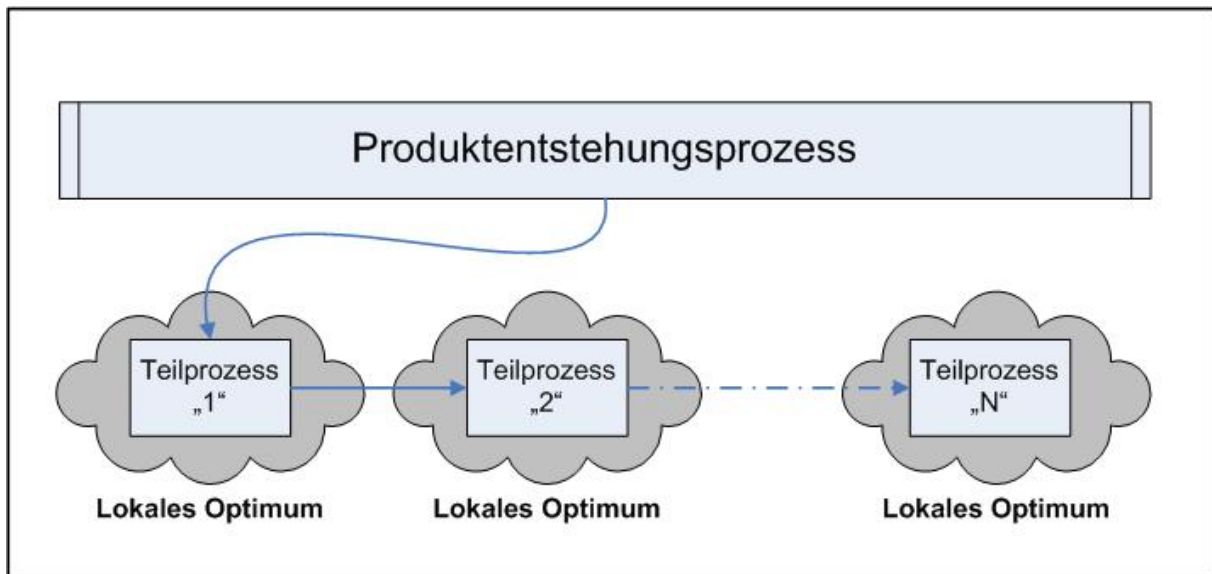 Produktentstehungsprozess
Teilprozess
„1“
Teilprozess
„2“
Teilprozess
„N“
Lokales Optimum
Lokales Optimum
Lokales Optimum